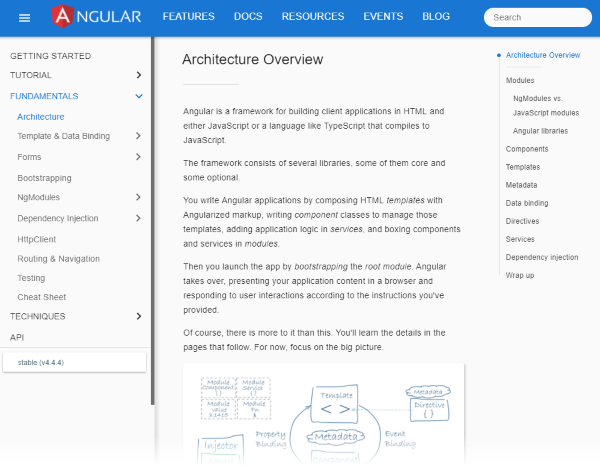 ANGULAR FEATURES DOCS RESOURCES EVENTS BLOG Search
GETTING STARTED
TUTORIAL
FUNDAMENTALS
Architecture
Template & Data Binding
Forms
Bootstrapping
NgModules
Dependency Injection
HttpClient
Routing & Navigation
Testing
Cheat Sheet
TECHNIQUES
API
stable (v4.4.4)
Architecture Overview
Angular is a framework for building client applications in HTML and
either JavaScript or a language like TypeScript that compiles to
JavaScript.
The framework consists of several libraries, some of them core and
some optional.
You write Angular applications by composing HTML templates with
Angularized markup, writing component classes to manage those
templates, adding application logic in services, and boxing components
and services in modules.
Then you launch the app by bootstrapping the root module. Angular
takes over, presenting your application content in a browser and
responding to user interactions according to the instructions you've
provided.
Of course, there is more to it than this. You'll learn the details in the
pages that follow. For now, focus on the big picture.
Module
Component
{ }
Module
Service
{ }
Module
value
3.1415
Module
Fn
λ
Template
< >
Metadata
Directive
{ }
Property
Binding
Metadata
Event
Binding
Injector
Component
Architecture Overview
Modules
NgModules vs.
JavaScript modules
Angular libraries
Components
Templates
Metadata
Data binding
Directives
Services
Dependency injection
Wrap up